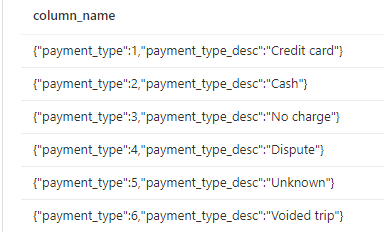 column_name
{"payment_type":1,"payment_type_desc":"Credit card"}
{"payment_type":2,"payment_type_desc":"Cash"}
{"payment_type":3,"payment_type_desc":"No charge"}
{"payment_type":4,"payment_type_desc":"Dispute"}
{"payment_type":5,"payment_type_desc":"Unknown"}
{"payment_type":6,"payment_type_desc":"Voided trip"}